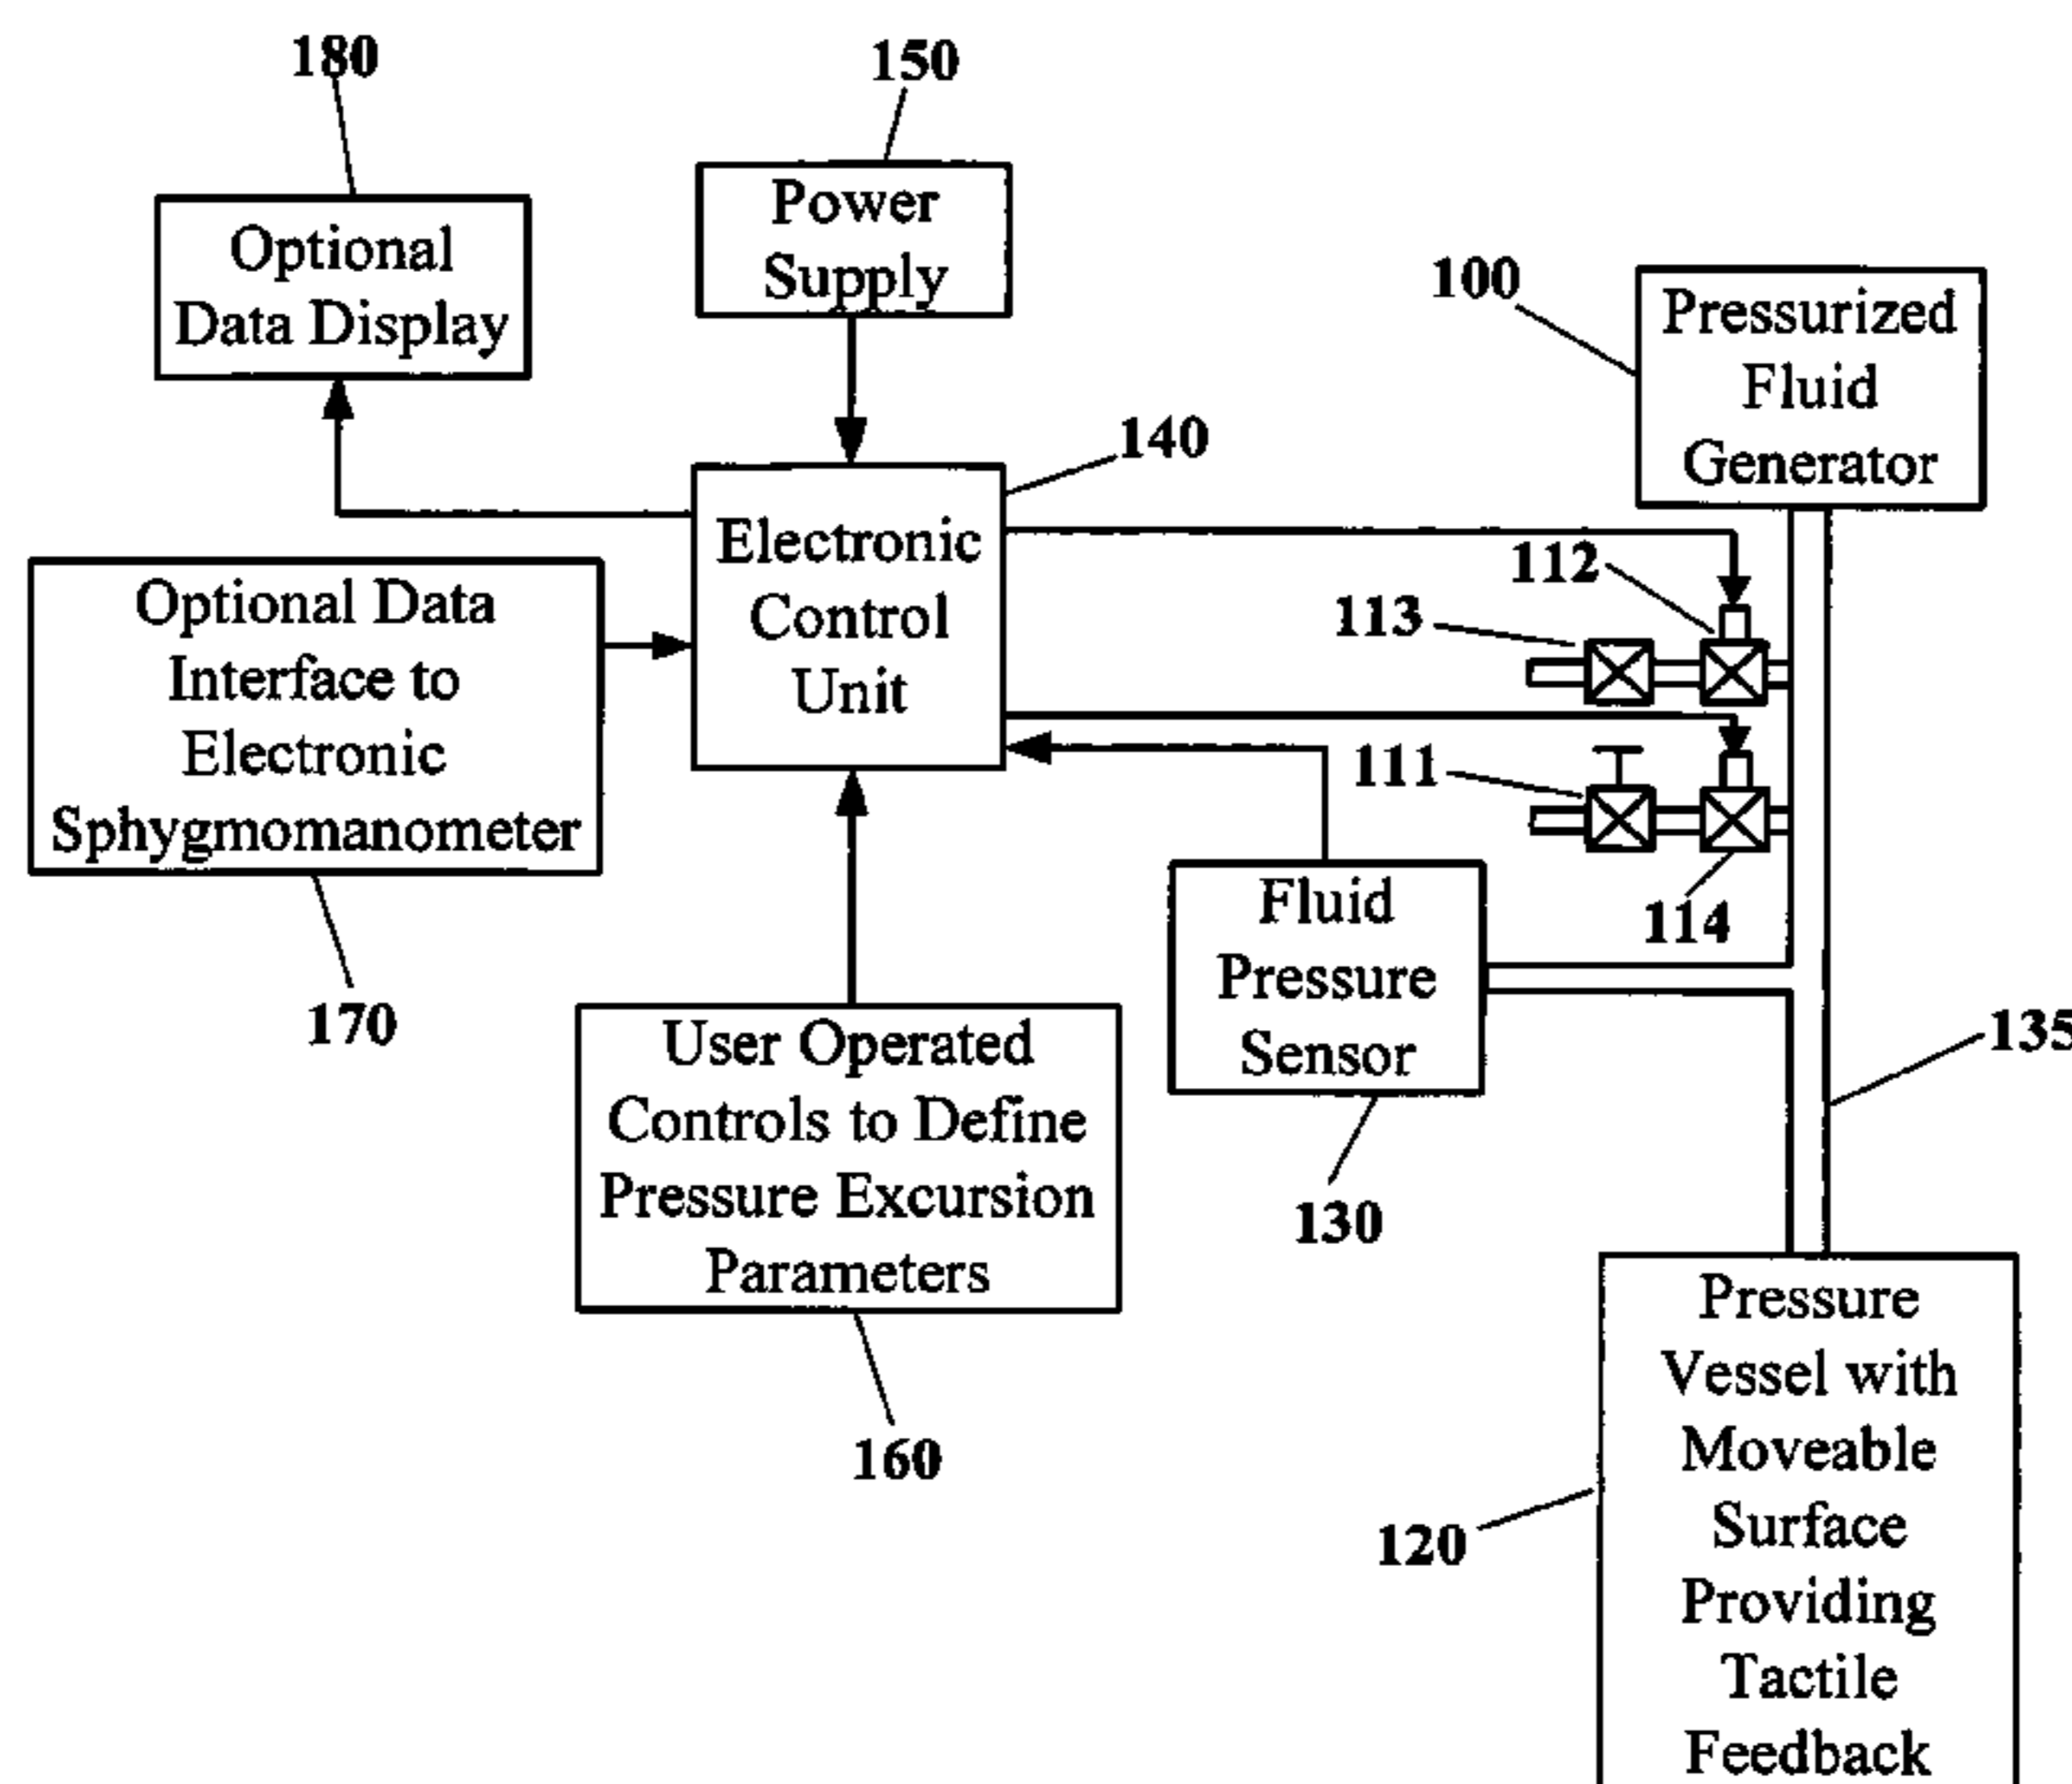 180
150
Optional
Data Display
Power
Supply
100
Pressurized
Fluid
Generator
140
Electronic
Control
Unit
112
113
111
114
Optional Data
Interface to
Electronic
Sphygmomanometer
170
Fluid
Pressure
Sensor
130
135
User Operated
Controls to Define
Pressure Excursion
Parameters
160
Pressure
Vessel with
Moveable
Surface
Providing
Tactile
Feedback
120